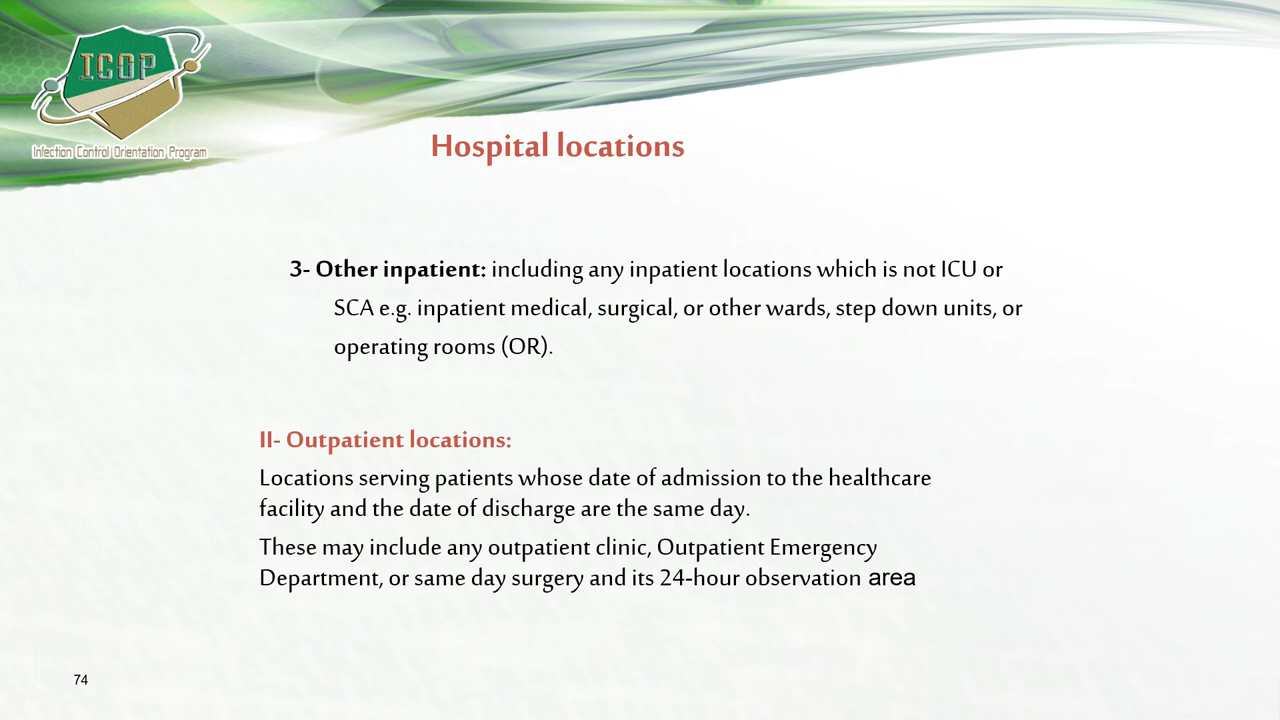 ICOP
Infection Control Orientation Program
Hospital locations
3- Other inpatient: including any inpatient locations which is not ICU or
SCA e.g. inpatient medical, surgical, or other wards, step down units, or
operating rooms (OR).
II- Outpatient locations:
Locations serving patients whose date of admission to the healthcare
facility and the date of discharge are the same day.
These may include any outpatient clinic, Outpatient Emergency
Department, or same day surgery and its 24-hour observation area
74